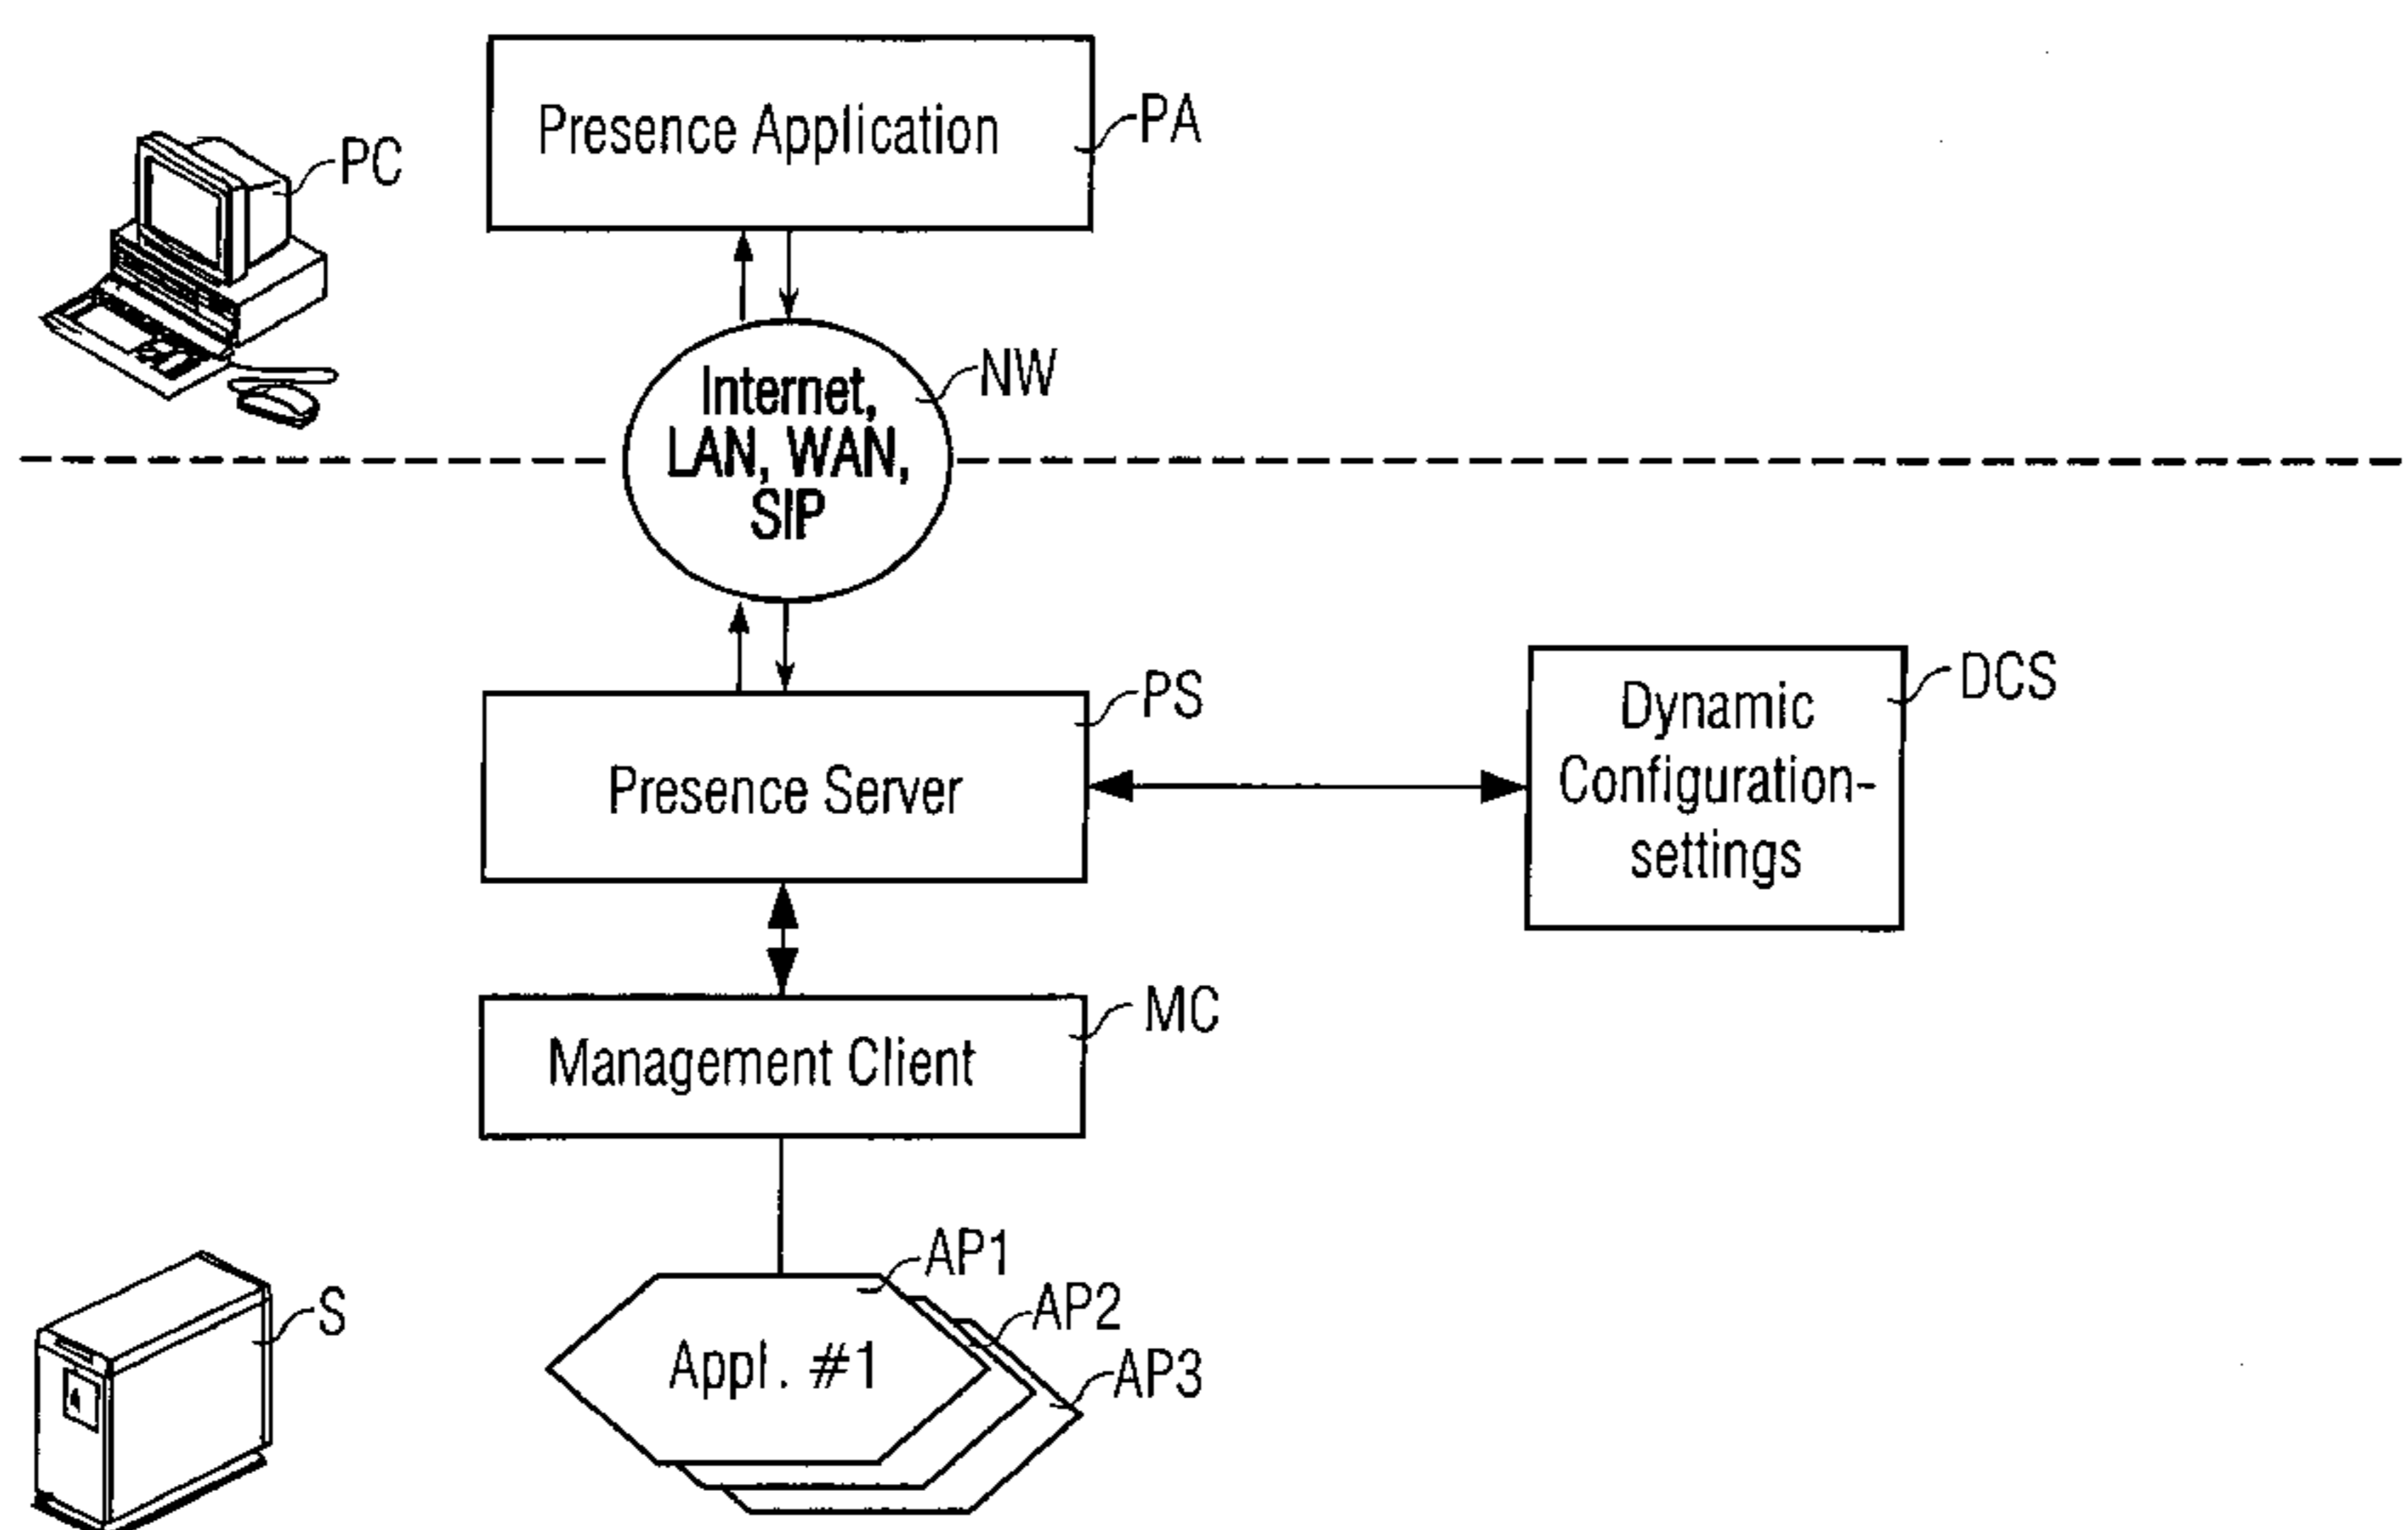 Presence Application
PA
PC
Internet,
LAN, WAN,
SIP
NW
PS
Presence Server
DCS
Dynamic
Configuration-
settings
MC
Management Client
AP1
AP2
AP3
Appl. #1
S